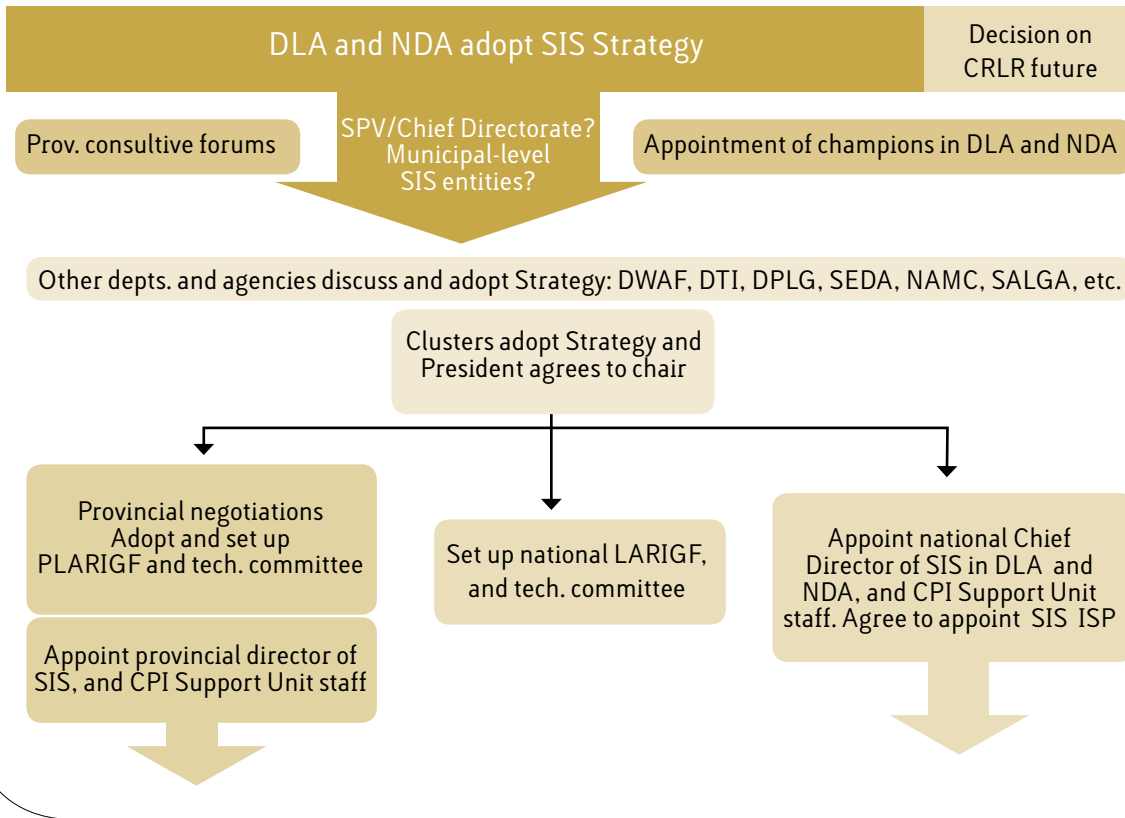 DLA and NDA adopt SIS Strategy
Decision on
CRLR future
Prov. consultive forums
SPV/Chief Directorate?
Municipal-level
SIS entities?
Appointment of champions in DLA and NDA
Other depts. and agencies discuss and adopt Strategy: DWAF, DTI, DPLG, SEDA, NAMC, SALGA, etc.
Clusters adopt Strategy and
President agrees to chair
Provincial negotiations
Adopt and set up
PLARIGF and tech. committee
Appoint provincial director of
SIS, and CPI Support Unit staff
Set up national LARIGF,
and tech. committee
Appoint national Chief
Director of SIS in DLA and
NDA, and CPI Support Unit
staff. Agree to appoint SIS ISP